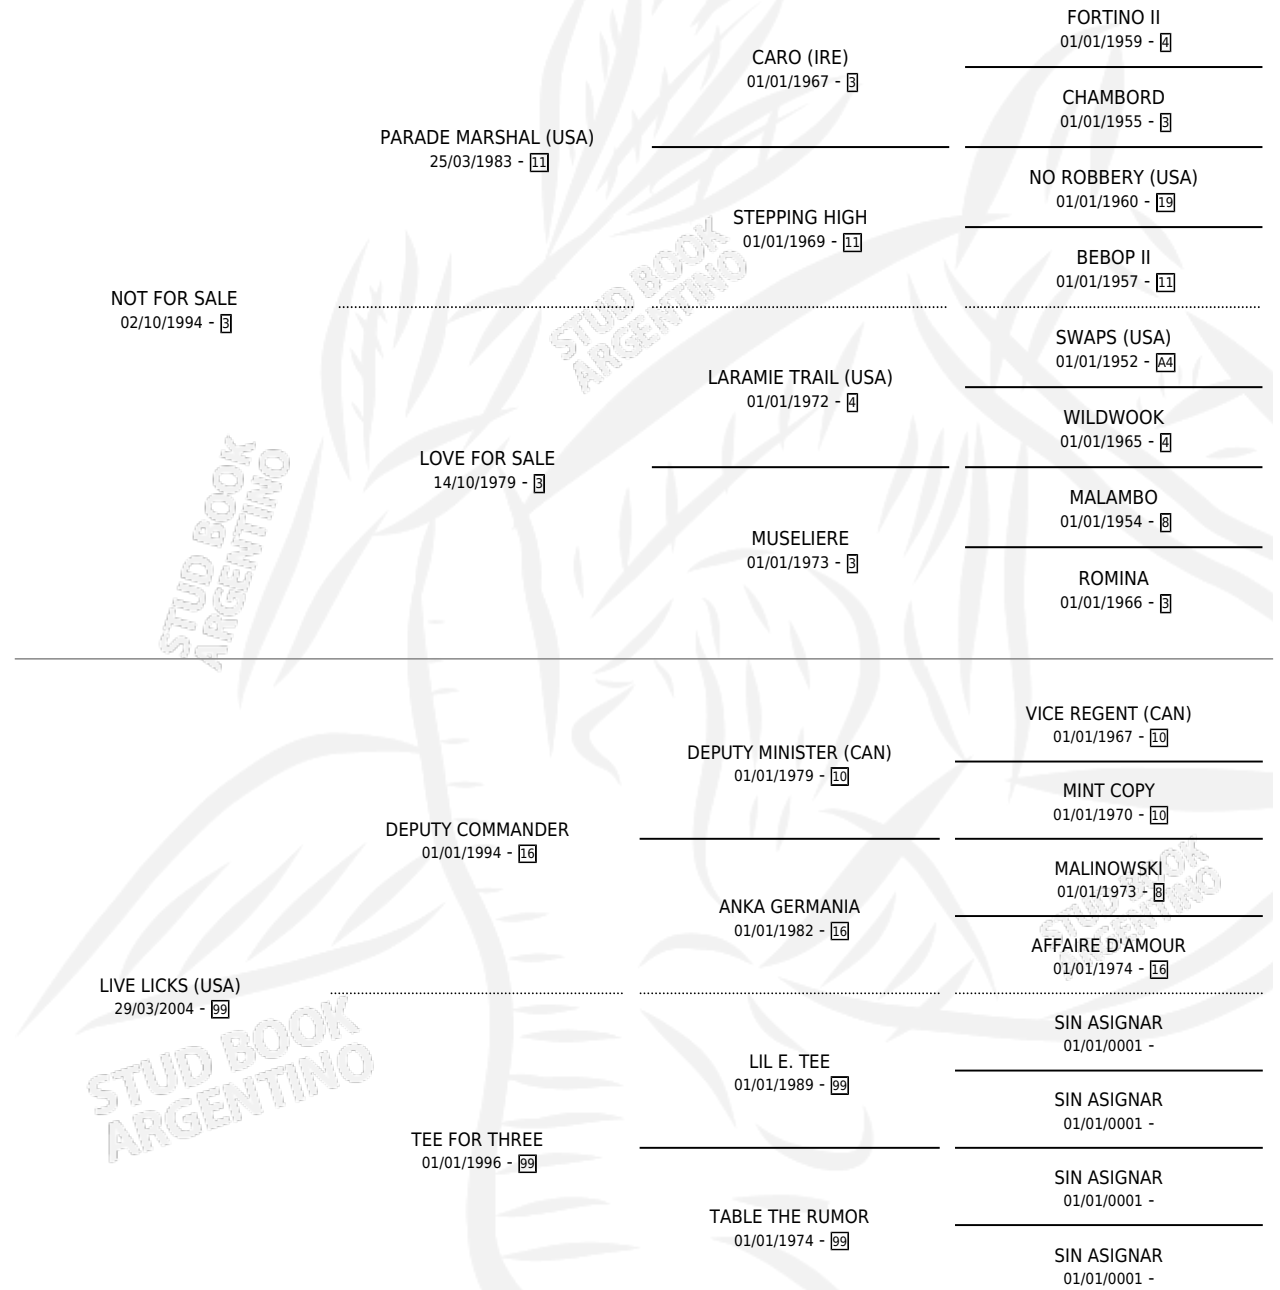 FORTINO II
01/01/1959 - 4
CARO (IRE)
01/01/1967 - 3
CHAMBORD
01/01/1955 - 3
PARADE MARSHAL (USA)
25/03/1983 - 11
NO ROBBERY (USA)
01/01/1960 - 19
STEPPING HIGH
01/01/1969 - 11
BEBOP II
01/01/1957 - 11
NOT FOR SALE
02/10/1994 - 3
SWAPS (USA)
01/01/1952 - A4
LARAMIE TRAIL (USA)
01/01/1972 - 4
WILDWOOK
01/01/1965 - 4
LOVE FOR SALE
14/10/1979 - 3
MALAMBO
01/01/1954 - 8
MUSELIERE
01/01/1973 - 3
ROMINA
01/01/1966 - 3
STUD BOOK
ARGENTINO
STUD BOOK
ARGENTINO
VICE REGENT (CAN)
01/01/1967 - 10
DEPUTY MINISTER (CAN)
01/01/1979 - 10
MINT COPY
01/01/1970 - 10
DEPUTY COMMANDER
01/01/1994 - 16
MALINOWSKI
01/01/1973 - 8
ANKA GERMANIA
01/01/1982 - 16
AFFAIRE D'AMOUR
01/01/1974 - 16
STUD BOOK
ARGENTINO
LIVE LICKS (USA)
29/03/2004 - 99
SIN ASIGNAR
01/01/0001 -
LIL E. TEE
01/01/1989 - 99
SIN ASIGNAR
01/01/0001 -
STUD BOOK
ARGENTINO
TEE FOR THREE
01/01/1996 - 99
SIN ASIGNAR
01/01/0001 -
TABLE THE RUMOR
01/01/1974 - 99
SIN ASIGNAR
01/01/0001 -